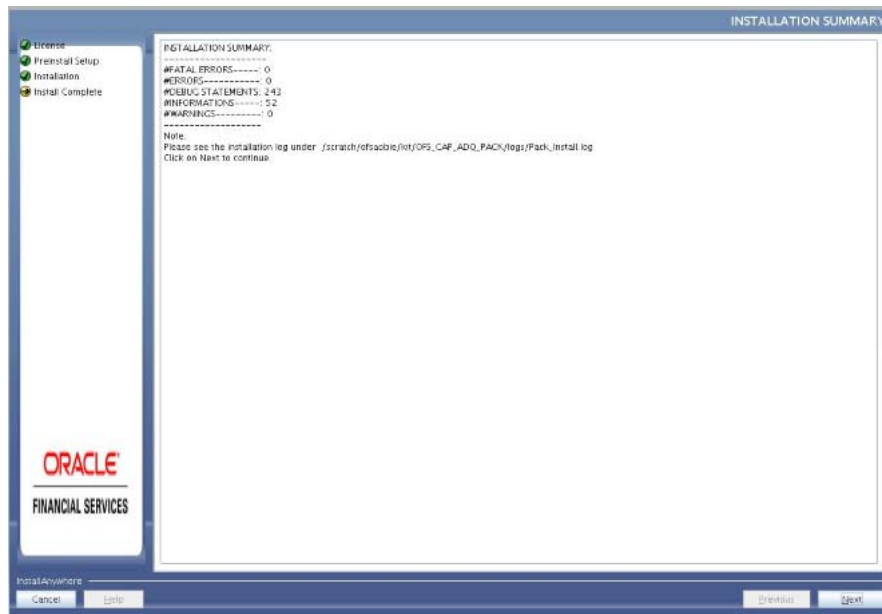 INSTALLATION SUMMARY
License
Preinstall Setup
Installation
Install Complete
INSTALLATION SUMMARY:
--------------------
#FATAL ERRORS-----: 0
#ERRORS-----------: 0
#DEBUG STATEMENTS: 243
#INFORMATIONS-----: 52
#WARNINGS---------: 0
-------------------
Note:
Please see the installation log under /scratch/ofsaobie/kit/OFS_CAP_ADQ_PACK/logs/Pack_Install.log
Click on Next to continue
ORACLE
FINANCIAL SERVICES
InstallAnywhere
Cancel Help Previous Next